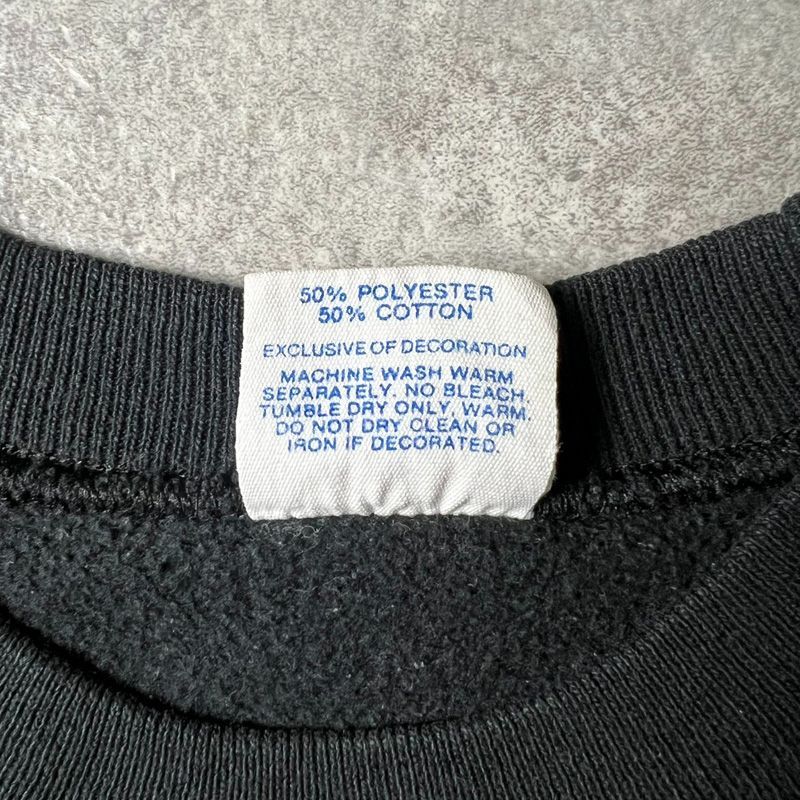 50% POLYESTER
50% COTTON
EXCLUSIVE OF DECORATION
MACHINE WASH WARM
SEPARATELY. NO BLEACH.
TUMBLE DRY ONLY, WARM.
DO NOT DRY CLEAN OR
IRON IF DECORATED.